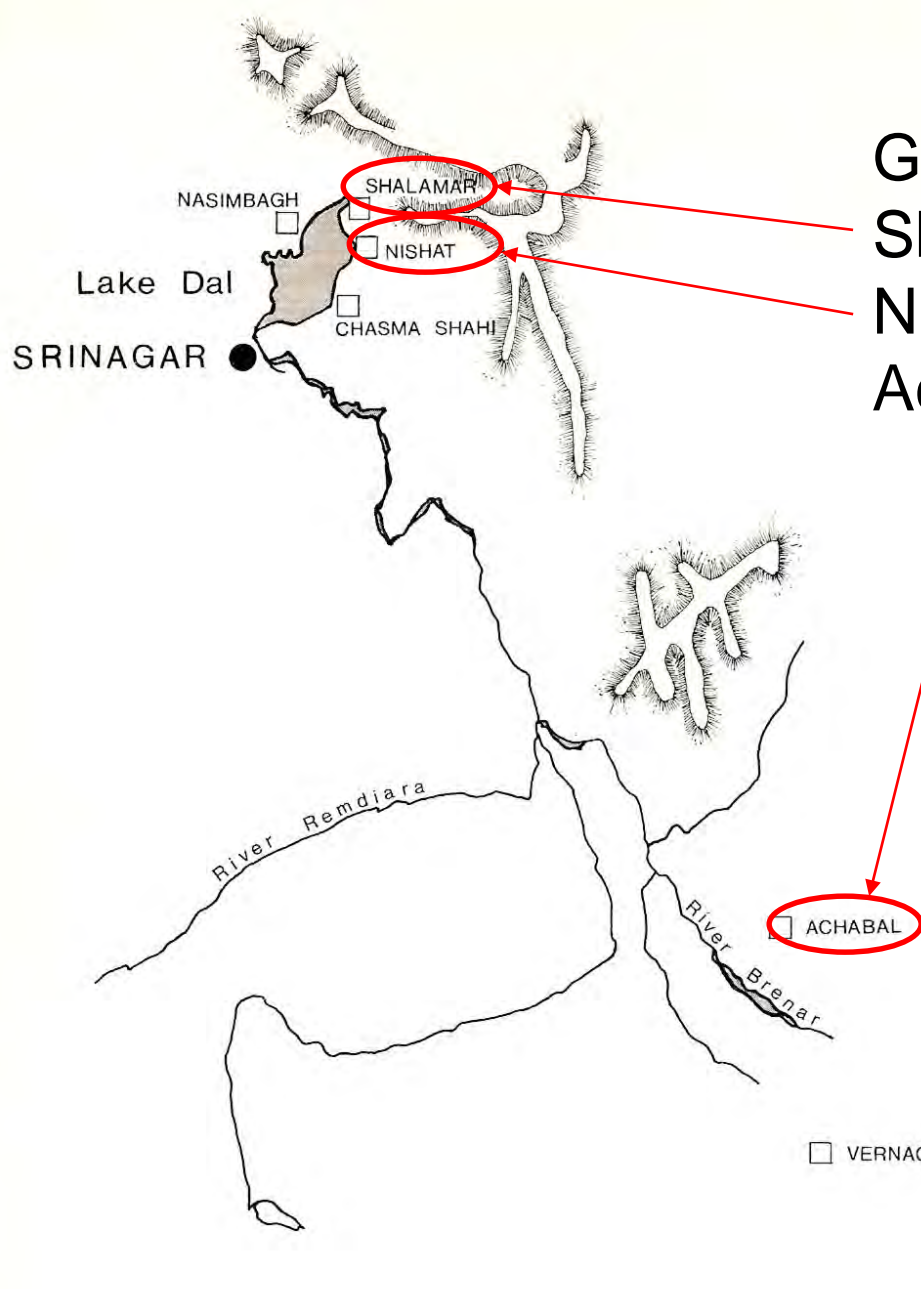 SHALAMAR
NASIMBAGH
NISHAT
Lake Dal
CHASMA SHAHI
SRINAGAR
River Remdiara
ACHABAL
River Brenar